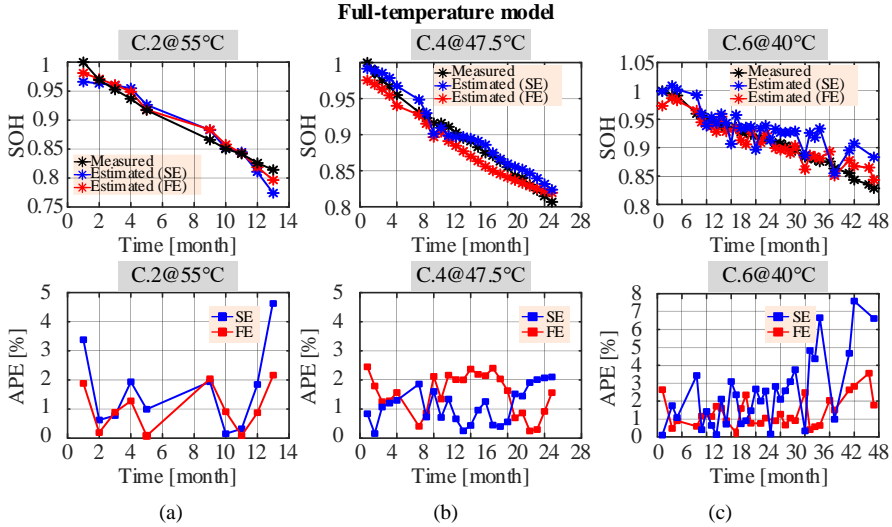 Full-temperature model
C.2@55°C
C.4@47.5°C
C.6@40°C
SOH
1
0.95
0.9
0.85
0.8
0.75
Measured
Estimated (SE)
Estimated (FE)
0 2 4 6 8 10 12 14
Time [month]
SOH
1
0.95
0.9
0.85
0.8
Measured
Estimated (SE)
Estimated (FE)
0 4 8 12 16 20 24 28
Time [month]
SOH
1.05
1
0.95
0.9
0.85
0.8
Measured
Estimated (SE)
Estimated (FE)
0 6 12 18 24 30 36 42 48
Time [month]
C.2@55°C
C.4@47.5°C
C.6@40°C
APE [%]
5
4
3
2
1
0
SE
FE
0 2 4 6 8 10 12 14
Time [month]
APE [%]
5
4
3
2
1
0
SE
FE
0 4 8 12 16 20 24 28
Time [month]
APE [%]
8
7
6
5
4
3
2
1
0
SE
FE
0 6 12 18 24 30 36 42 48
Time [month]
(a)
(b)
(c)